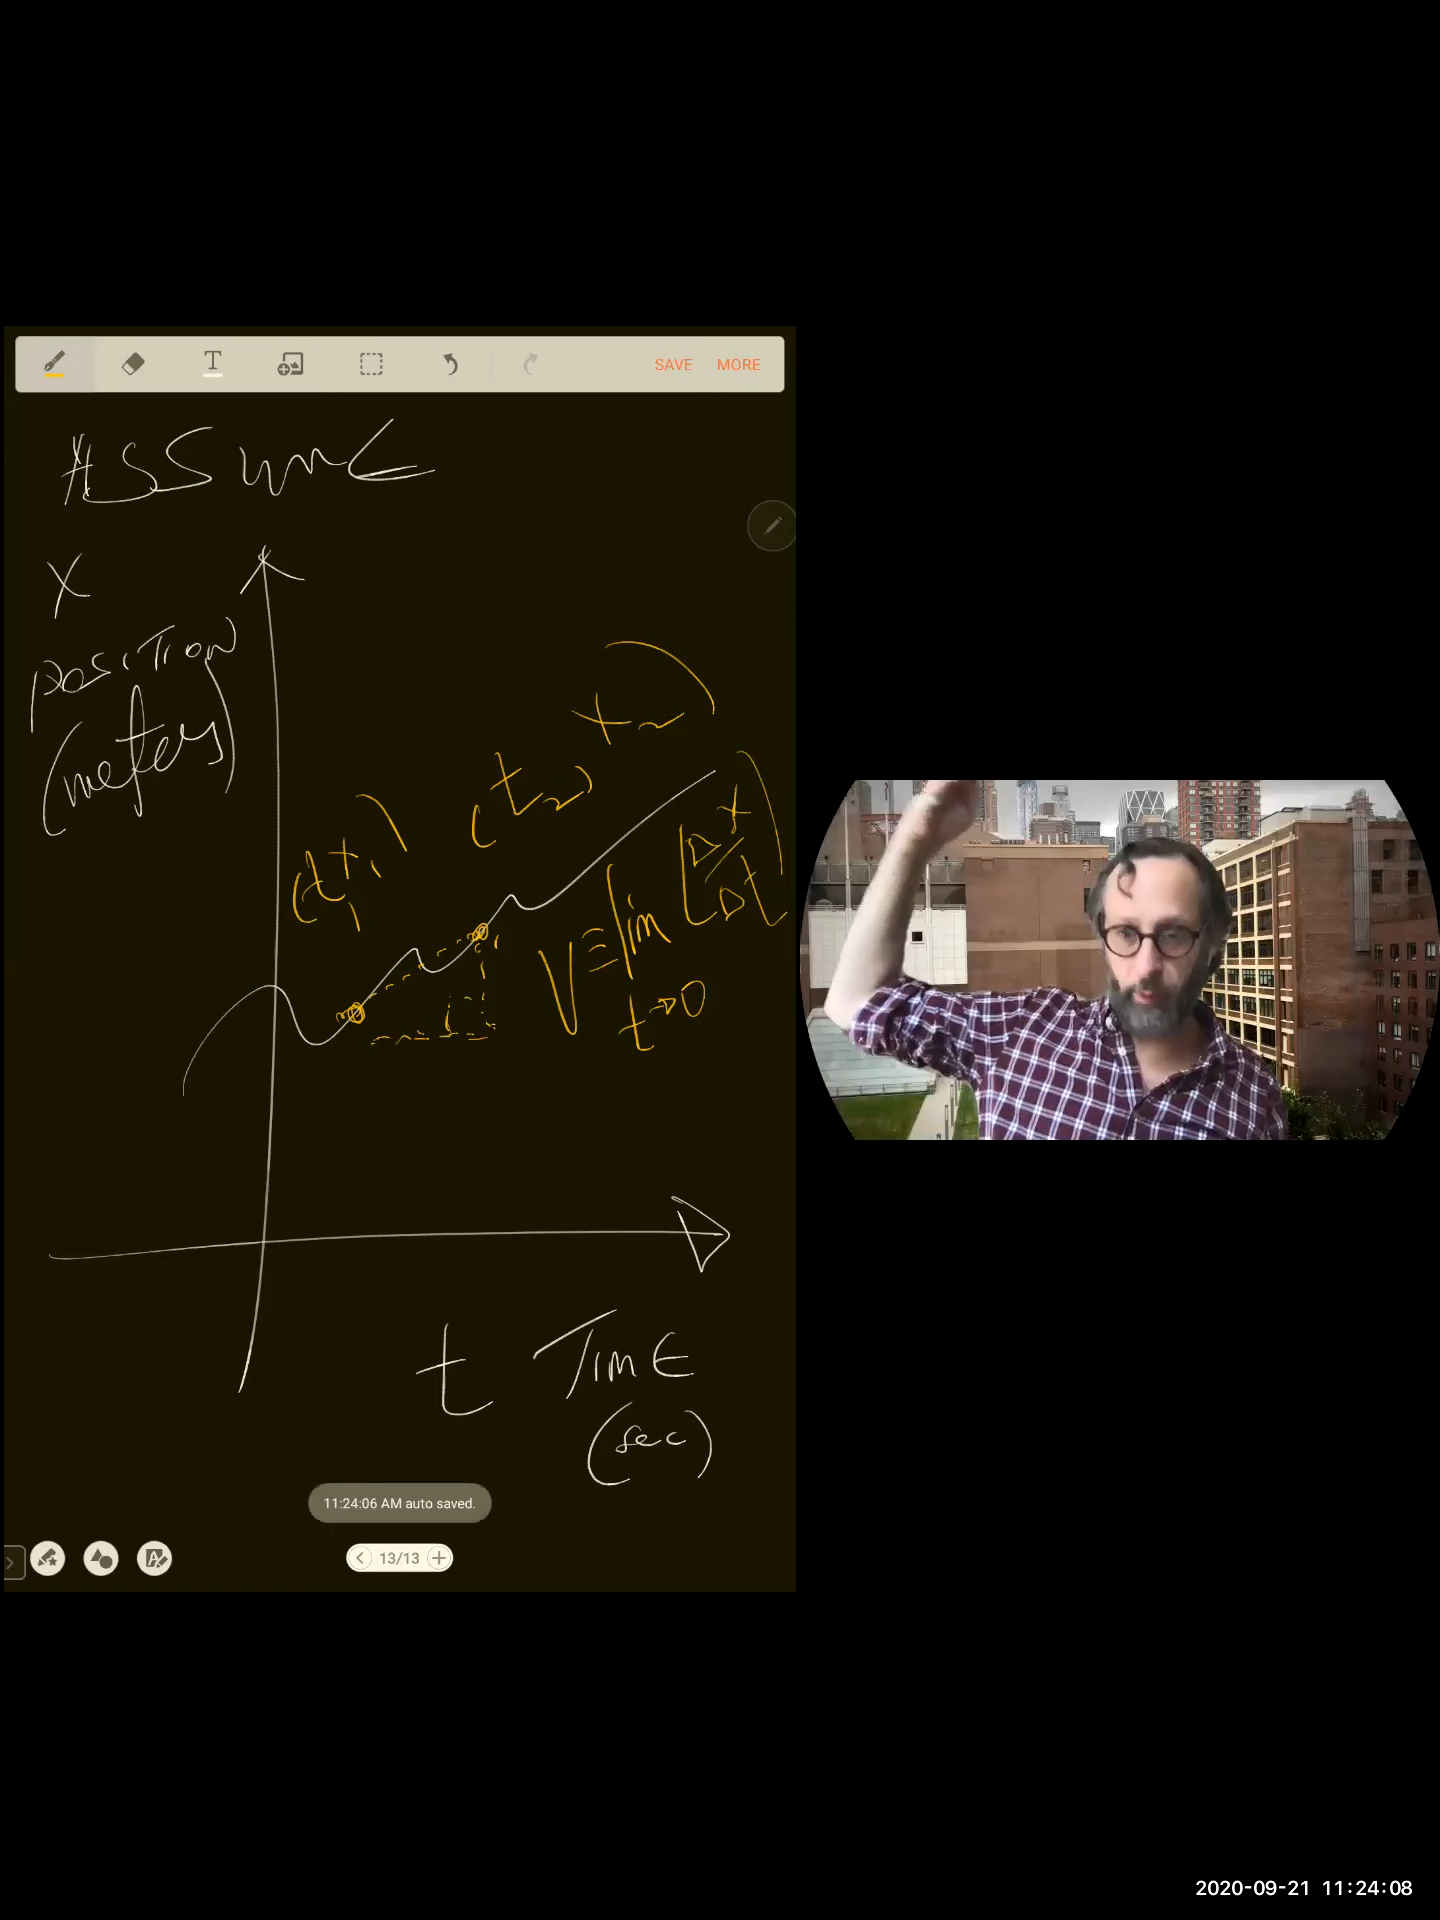 SAVE MORE
ASSUME
X
POSITION
(meters)
(t₁ x₁)
(t₂, x₂)
V = lim (Δx/Δt)
t→0
t TIME
(sec)
11:24:06 AM auto saved.
13/13
2020-09-21 11:24:08